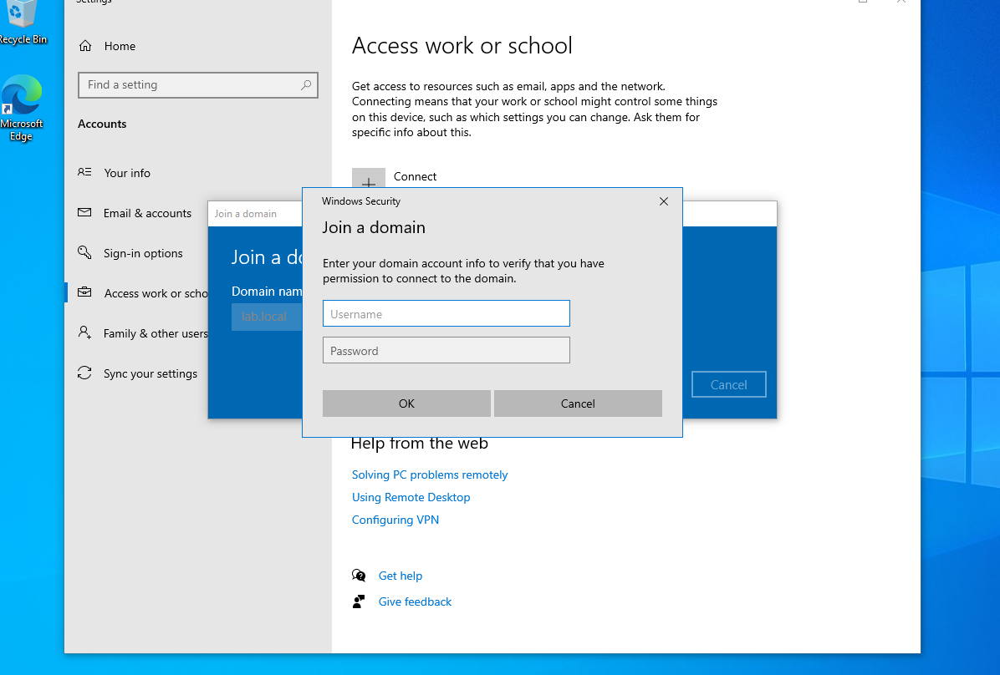 Settings
Recycle Bin
Microsoft
Edge
Home
Find a setting
Accounts
Your info
Email & accounts
Sign-in options
Access work or scho
Family & other users
Sync your settings
Access work or school
Get access to resources such as email, apps and the network.
Connecting means that your work or school might control some things
on this device, such as which settings you can change. Ask them for
specific info about this.
Connect
Join a domain
Join a do
Domain nam
lab.local
Cancel
Windows Security
Join a domain
Enter your domain account info to verify that you have
permission to connect to the domain.
Username
Password
OK
Cancel
Help from the web
Solving PC problems remotely
Using Remote Desktop
Configuring VPN
Get help
Give feedback